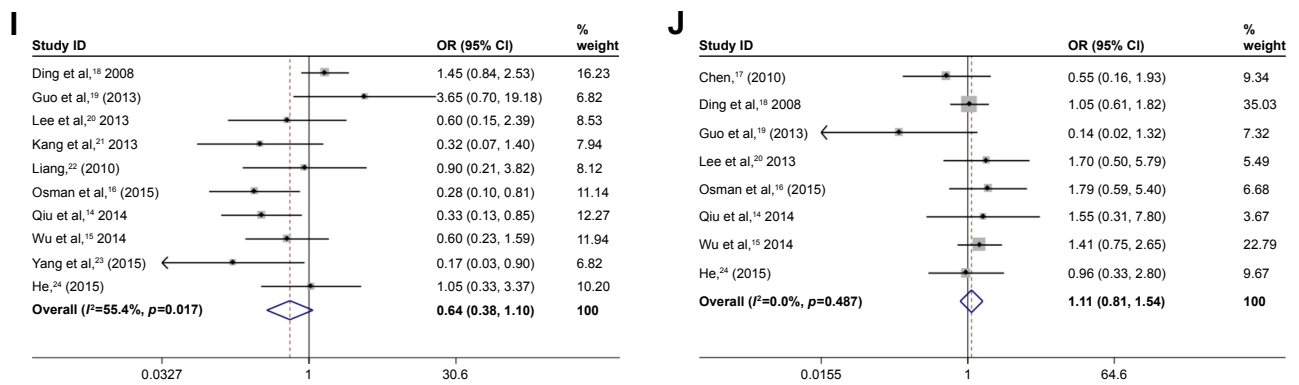 I
%
Study ID OR (95% CI) weight
Ding et al,18 2008 1.45 (0.84, 2.53) 16.23
Guo et al,19 (2013) 3.65 (0.70, 19.18) 6.82
Lee et al,20 2013 0.60 (0.15, 2.39) 8.53
Kang et al,21 2013 0.32 (0.07, 1.40) 7.94
Liang,22 (2010) 0.90 (0.21, 3.82) 8.12
Osman et al,16 (2015) 0.28 (0.10, 0.81) 11.14
Qiu et al,14 2014 0.33 (0.13, 0.85) 12.27
Wu et al,15 2014 0.60 (0.23, 1.59) 11.94
Yang et al,23 (2015) 0.17 (0.03, 0.90) 6.82
He,24 (2015) 1.05 (0.33, 3.37) 10.20
Overall (I2=55.4%, p=0.017) 0.64 (0.38, 1.10) 100
0.0327 1 30.6
J
%
Study ID OR (95% CI) weight
Chen,17 (2010) 0.55 (0.16, 1.93) 9.34
Ding et al,18 2008 1.05 (0.61, 1.82) 35.03
Guo et al,19 (2013) 0.14 (0.02, 1.32) 7.32
Lee et al,20 2013 1.70 (0.50, 5.79) 5.49
Osman et al,16 (2015) 1.79 (0.59, 5.40) 6.68
Qiu et al,14 2014 1.55 (0.31, 7.80) 3.67
Wu et al,15 2014 1.41 (0.75, 2.65) 22.79
He,24 (2015) 0.96 (0.33, 2.80) 9.67
Overall (I2=0.0%, p=0.487) 1.11 (0.81, 1.54) 100
0.0155 1 64.6